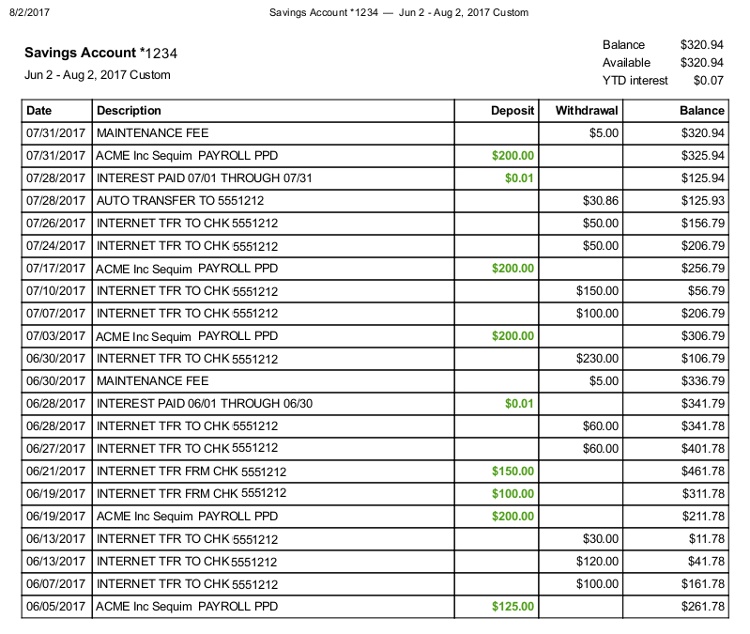 8/2/2017 Savings Account *1234 — Jun 2 - Aug 2, 2017 Custom
Savings Account *1234
Jun 2 - Aug 2, 2017 Custom
Balance $320.94
Available $320.94
YTD interest $0.07
Date Description Deposit Withdrawal Balance
07/31/2017 MAINTENANCE FEE $5.00 $320.94
07/31/2017 ACME Inc Sequim PAYROLL PPD $200.00 $325.94
07/28/2017 INTEREST PAID 07/01 THROUGH 07/31 $0.01 $125.94
07/28/2017 AUTO TRANSFER TO 5551212 $30.86 $125.93
07/26/2017 INTERNET TFR TO CHK 5551212 $50.00 $156.79
07/24/2017 INTERNET TFR TO CHK 5551212 $50.00 $206.79
07/17/2017 ACME Inc Sequim PAYROLL PPD $200.00 $256.79
07/10/2017 INTERNET TFR TO CHK 5551212 $150.00 $56.79
07/07/2017 INTERNET TFR TO CHK 5551212 $100.00 $206.79
07/03/2017 ACME Inc Sequim PAYROLL PPD $200.00 $306.79
06/30/2017 INTERNET TFR TO CHK 5551212 $230.00 $106.79
06/30/2017 MAINTENANCE FEE $5.00 $336.79
06/28/2017 INTEREST PAID 06/01 THROUGH 06/30 $0.01 $341.79
06/28/2017 INTERNET TFR TO CHK 5551212 $60.00 $341.78
06/27/2017 INTERNET TFR TO CHK 5551212 $60.00 $401.78
06/21/2017 INTERNET TFR FRM CHK 5551212 $150.00 $461.78
06/19/2017 INTERNET TFR FRM CHK 5551212 $100.00 $311.78
06/19/2017 ACME Inc Sequim PAYROLL PPD $200.00 $211.78
06/13/2017 INTERNET TFR TO CHK 5551212 $30.00 $11.78
06/13/2017 INTERNET TFR TO CHK 5551212 $120.00 $41.78
06/07/2017 INTERNET TFR TO CHK 5551212 $100.00 $161.78
06/05/2017 ACME Inc Sequim PAYROLL PPD $125.00 $261.78